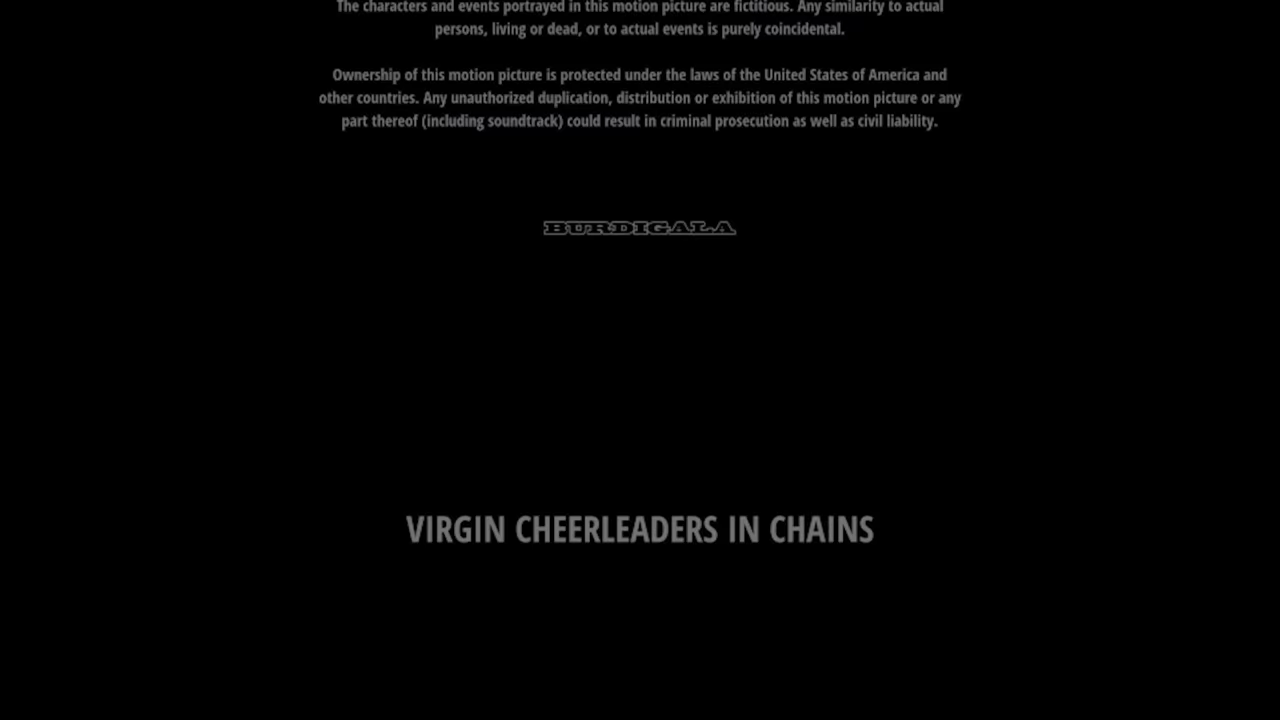 The characters and events portrayed in this motion picture are fictitious. Any similarity to actual
persons, living or dead, or to actual events is purely coincidental.
Ownership of this motion picture is protected under the laws of the United States of America and
other countries. Any unauthorized duplication, distribution or exhibition of this motion picture or any
part thereof (including soundtrack) could result in criminal prosecution as well as civil liability.
BURDIGALA
VIRGIN CHEERLEADERS IN CHAINS